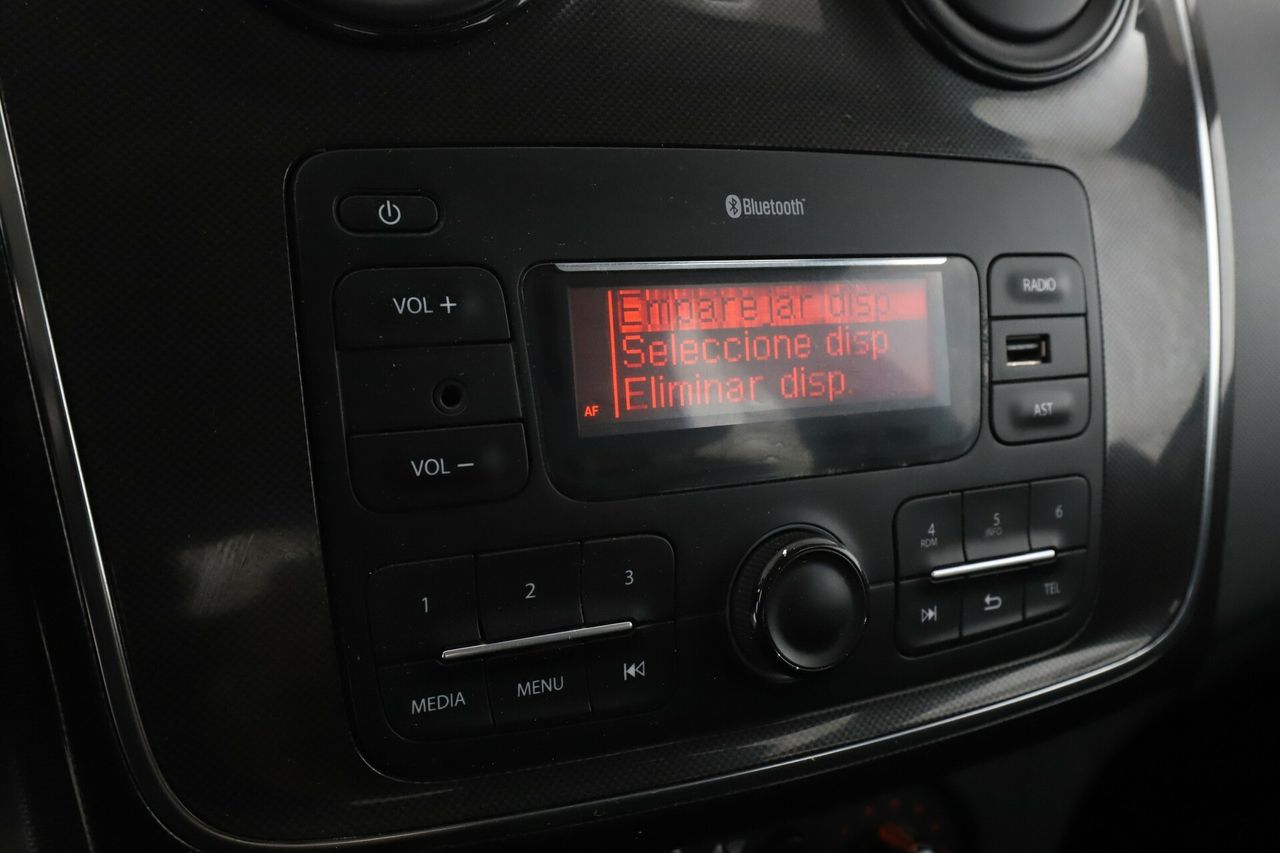 Bluetooth
VOL +
RADIO
Emparejar disp
Seleccione disp
Eliminar disp.
AF
AST
VOL −
4
RDM
5
INFO
6
1
2
3
TEL
MEDIA
MENU